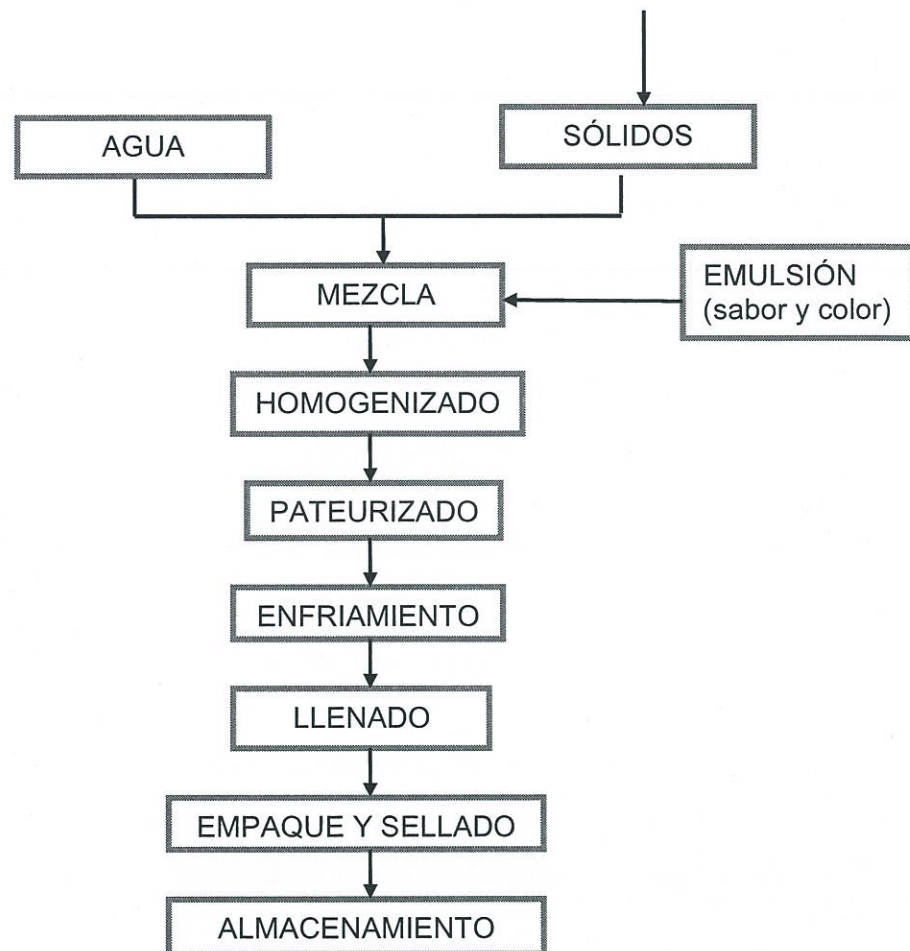 AGUA
SÓLIDOS
MEZCLA
EMULSIÓN
(sabor y color)
HOMOGENIZADO
PATEURIZADO
ENFRIAMIENTO
LLENADO
EMPAQUE Y SELLADO
ALMACENAMIENTO